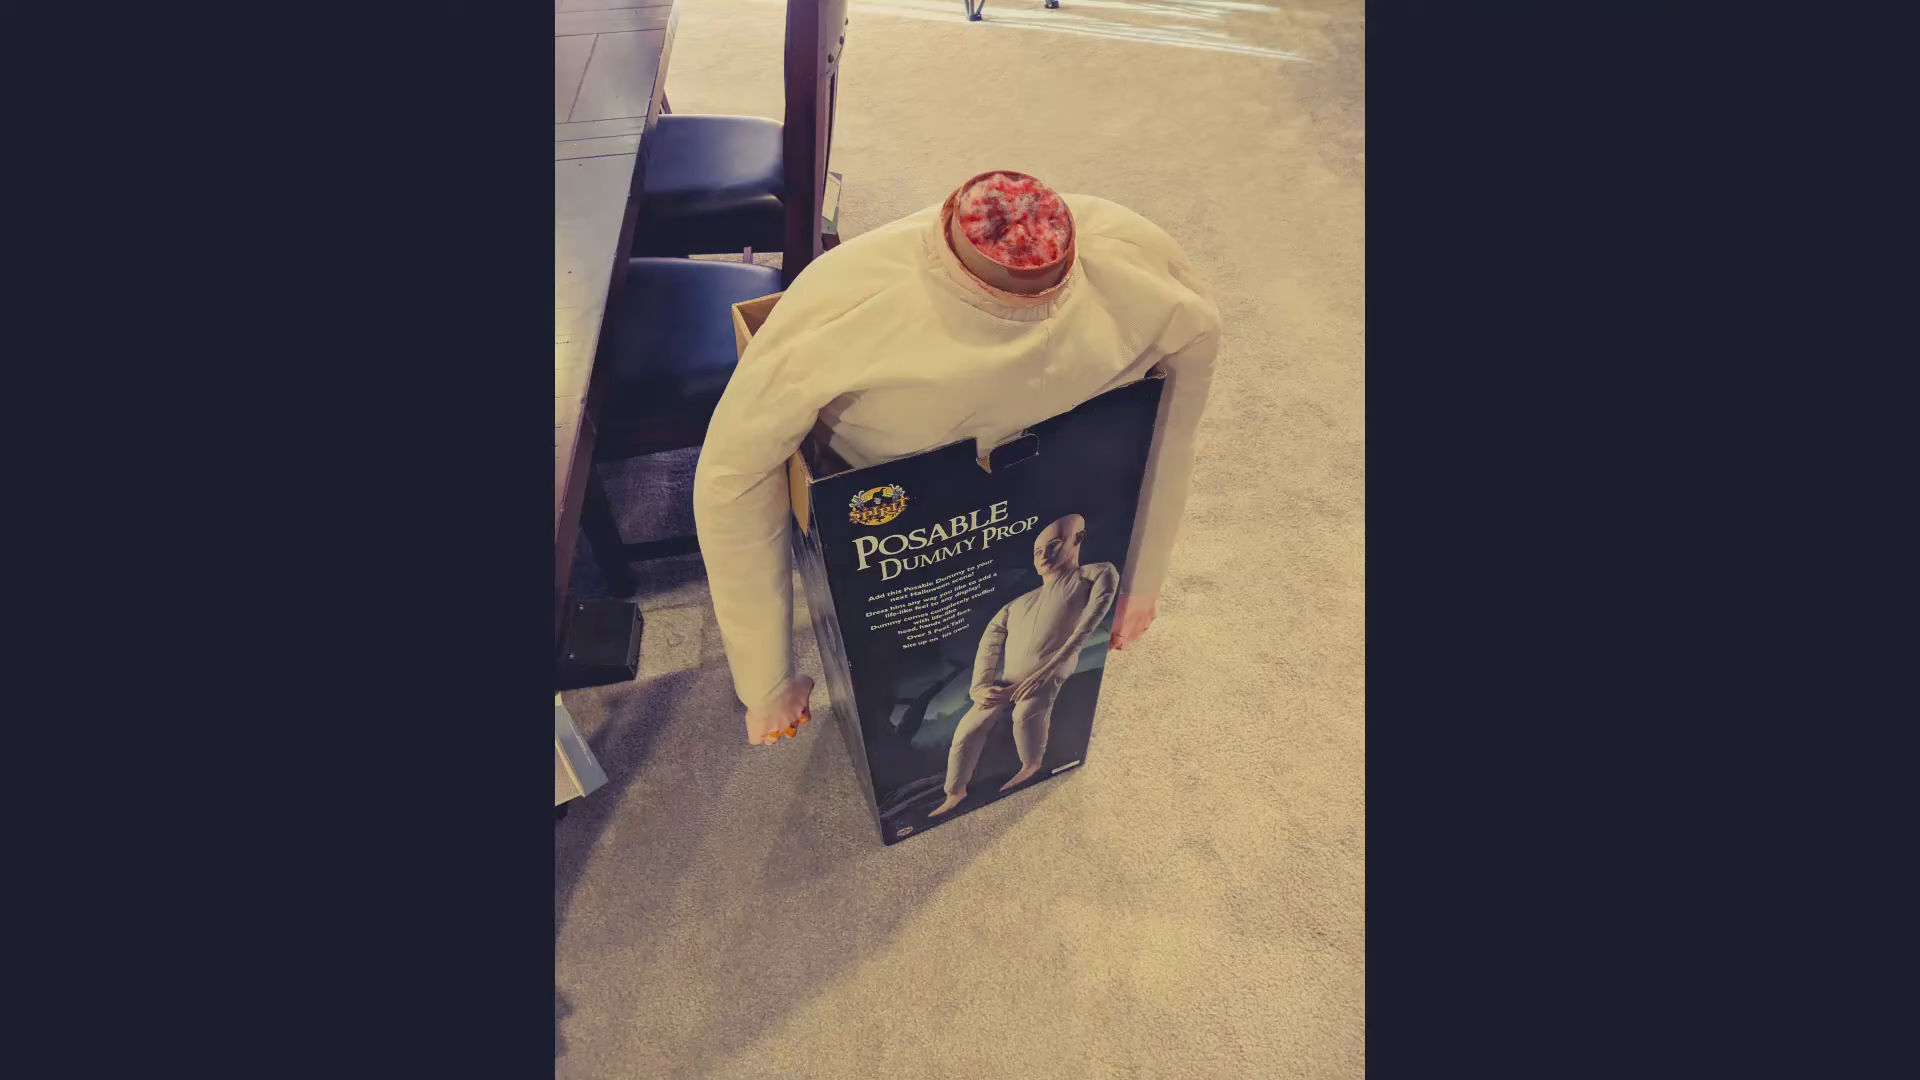 SPIRIT
POSABLE
DUMMY PROP
Add this Posable Dummy to your
next Halloween scene!
Dress him any way you like to add a
life-like feel to any display!
Dummy comes completely stuffed
with life-like
head, hands and feet.
Over 5 Feet Tall!
Sits up on his own!